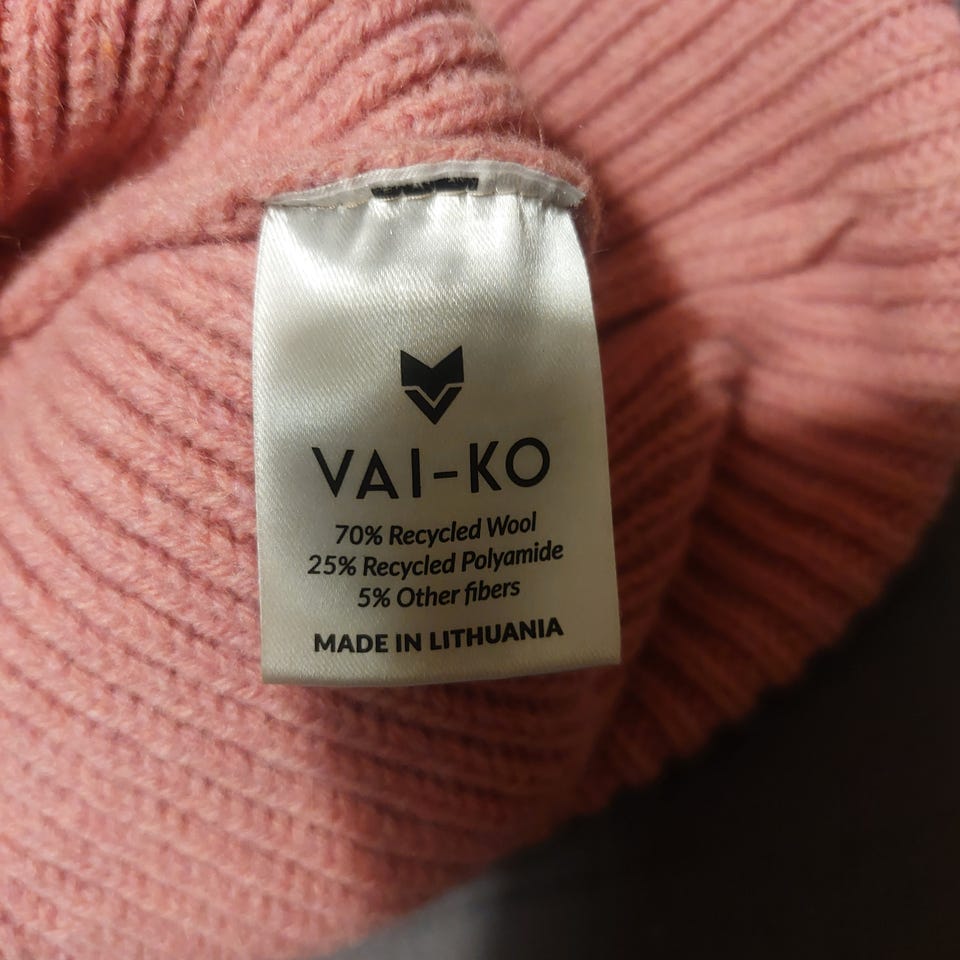 VAI-KO
70% Recycled Wool
25% Recycled Polyamide
5% Other fibers
MADE IN LITHUANIA